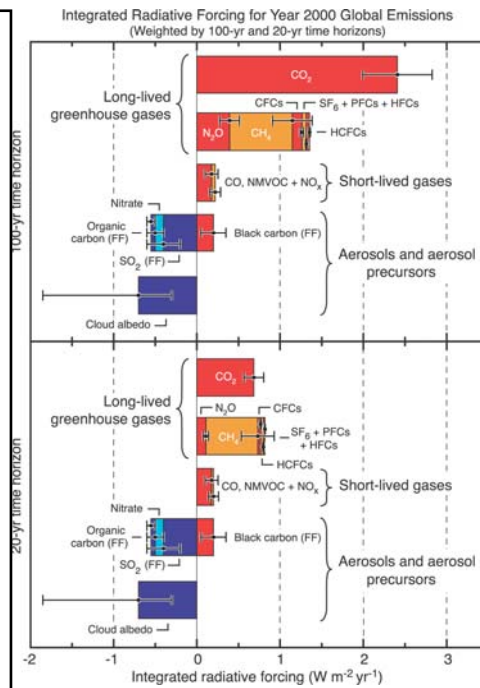 Integrated Radiative Forcing for Year 2000 Global Emissions
(Weighted by 100-yr and 20-yr time horizons)
100-yr time horizon
CO₂
Long-lived
greenhouse gases
CFCs
SF₆ + PFCs + HFCs
N₂O
CH₄
HCFCs
CO, NMVOC + NOₓ
Short-lived gases
Nitrate
Organic
carbon (FF)
SO₂ (FF)
Black carbon (FF)
Aerosols and aerosol
precursors
Cloud albedo
20-yr time horizon
CO₂
Long-lived
greenhouse gases
N₂O
CFCs
CH₄
SF₆ + PFCs
+ HFCs
HCFCs
CO, NMVOC + NOₓ
Short-lived gases
Nitrate
Organic
carbon (FF)
SO₂ (FF)
Black carbon (FF)
Aerosols and aerosol
precursors
Cloud albedo
-2 -1 0 1 2 3
Integrated radiative forcing (W m⁻² yr⁻¹)